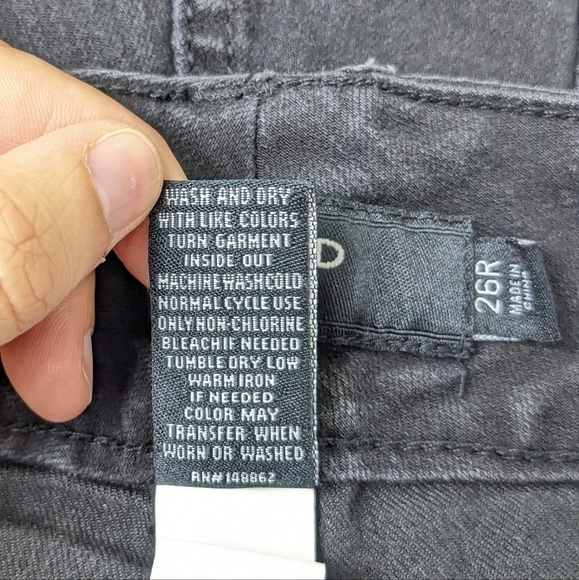 WASH AND DRY
WITH LIKE COLORS
TURN GARMENT
INSIDE OUT
MACHINE WASH COLD
NORMAL CYCLE USE
ONLY NON-CHLORINE
BLEACH IF NEEDED
TUMBLE DRY LOW
WARM IRON
IF NEEDED
COLOR MAY
TRANSFER WHEN
WORN OR WASHED
RN# 148862
D
26R
MADE IN
CHINA